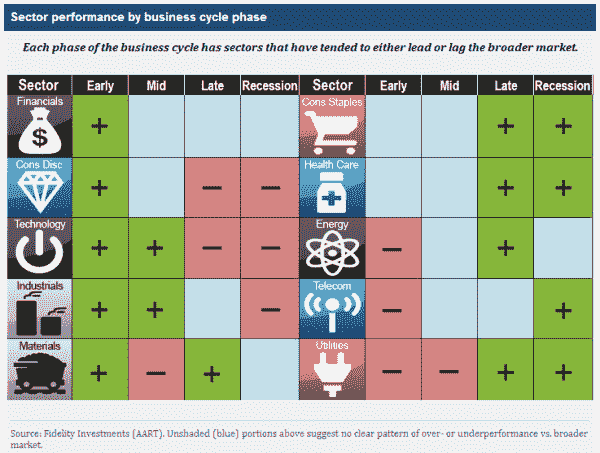 Sector performance by business cycle phase
Each phase of the business cycle has sectors that have tended to either lead or lag the broader market.
Sector Early Mid Late Recession Sector Early Mid Late Recession
Financials + Cons Staples + +
$
Cons Disc + — — Health Care + +
Technology + + — — Energy — +
Industrials + + — Telecom — +
Materials + — + Utilities — — + +
Source: Fidelity Investments (AART). Unshaded (blue) portions above suggest no clear pattern of over- or underperformance vs. broader
market.